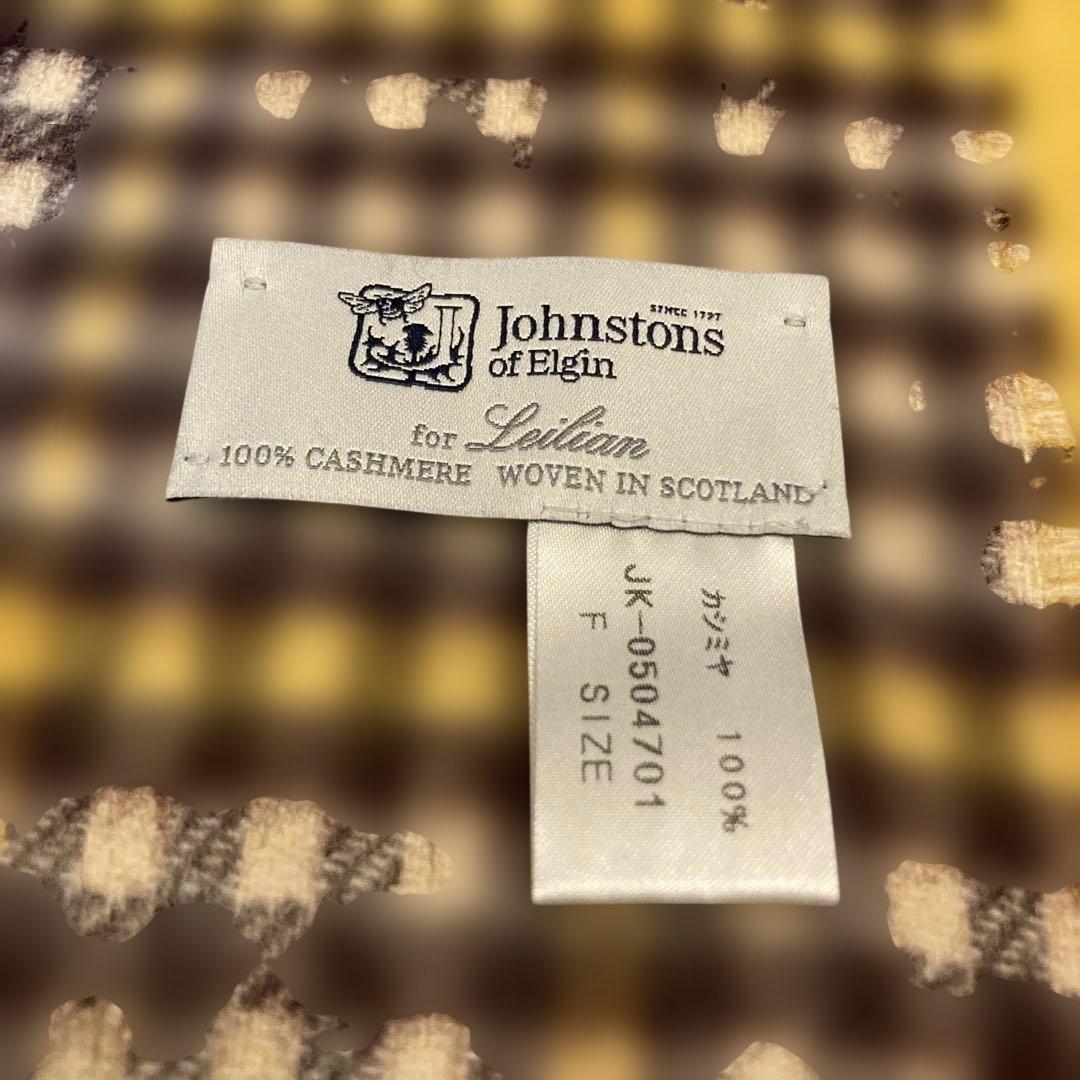 SINCE 1797
Johnstons
of Elgin
for Leilian
100% CASHMERE WOVEN IN SCOTLAND
カシミヤ 100%
JK-0504701
F SIZE